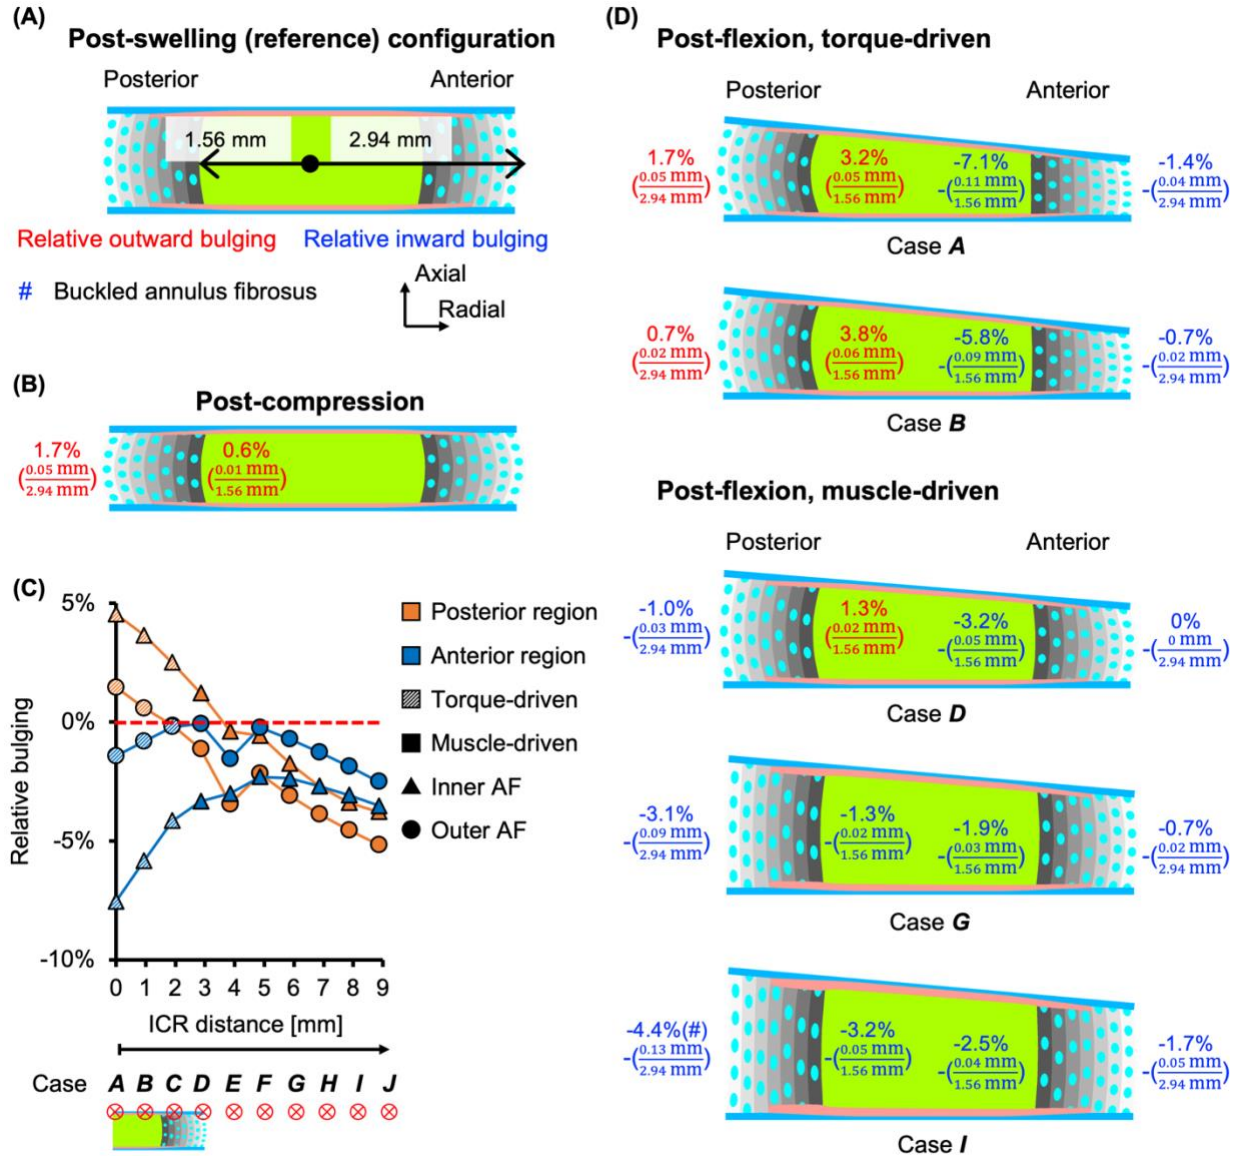 (A)
Post-swelling (reference) configuration
Posterior
Anterior
1.56 mm
2.94 mm
Relative outward bulging
Relative inward bulging
# Buckled annulus fibrosus
Axial
Radial
(B)
Post-compression
1.7%
(0.05 mm/2.94 mm)
0.6%
(0.01 mm/1.56 mm)
(C)
5%
0%
-5%
-10%
Relative bulging
0 1 2 3 4 5 6 7 8 9
ICR distance [mm]
Posterior region
Anterior region
Torque-driven
Muscle-driven
Inner AF
Outer AF
Case A B C D E F G H I J
(D)
Post-flexion, torque-driven
Posterior
Anterior
1.7%
(0.05 mm/2.94 mm)
3.2%
(0.05 mm/1.56 mm)
-7.1%
-(0.11 mm/1.56 mm)
-1.4%
-(0.04 mm/2.94 mm)
Case A
0.7%
(0.02 mm/2.94 mm)
3.8%
(0.06 mm/1.56 mm)
-5.8%
-(0.09 mm/1.56 mm)
-0.7%
-(0.02 mm/2.94 mm)
Case B
Post-flexion, muscle-driven
Posterior
Anterior
-1.0%
-(0.03 mm/2.94 mm)
1.3%
(0.02 mm/1.56 mm)
-3.2%
-(0.05 mm/1.56 mm)
0%
-(0 mm/2.94 mm)
Case D
-3.1%
-(0.09 mm/2.94 mm)
-1.3%
-(0.02 mm/1.56 mm)
-1.9%
-(0.03 mm/1.56 mm)
-0.7%
-(0.02 mm/2.94 mm)
Case G
-4.4%(#)
-(0.13 mm/2.94 mm)
-3.2%
-(0.05 mm/1.56 mm)
-2.5%
-(0.04 mm/1.56 mm)
-1.7%
-(0.05 mm/2.94 mm)
Case I